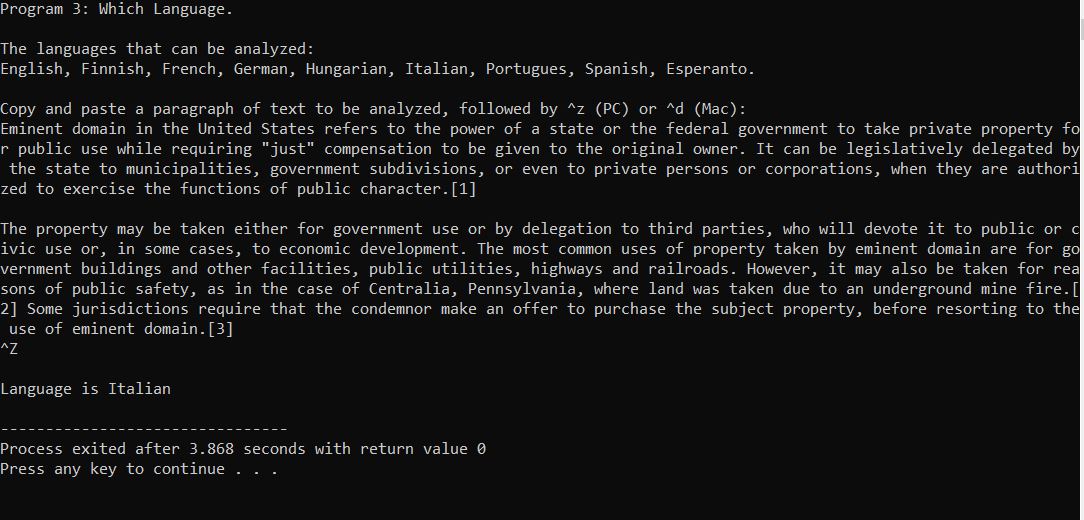 Program 3: Which Language.
The languages that can be analyzed:
English, Finnish, French, German, Hungarian, Italian, Portugues, Spanish, Esperanto.
Copy and paste a paragraph of text to be analyzed, followed by ^z (PC) or ^d (Mac):
Eminent domain in the United States refers to the power of a state or the federal government to take private property fo
r public use while requiring "just" compensation to be given to the original owner. It can be legislatively delegated by
 the state to municipalities, government subdivisions, or even to private persons or corporations, when they are authori
zed to exercise the functions of public character.[1]
The property may be taken either for government use or by delegation to third parties, who will devote it to public or c
ivic use or, in some cases, to economic development. The most common uses of property taken by eminent domain are for go
vernment buildings and other facilities, public utilities, highways and railroads. However, it may also be taken for rea
sons of public safety, as in the case of Centralia, Pennsylvania, where land was taken due to an underground mine fire.[
2] Some jurisdictions require that the condemnor make an offer to purchase the subject property, before resorting to the
 use of eminent domain.[3]
^Z
Language is Italian
--------------------------------
Process exited after 3.868 seconds with return value 0
Press any key to continue . . .